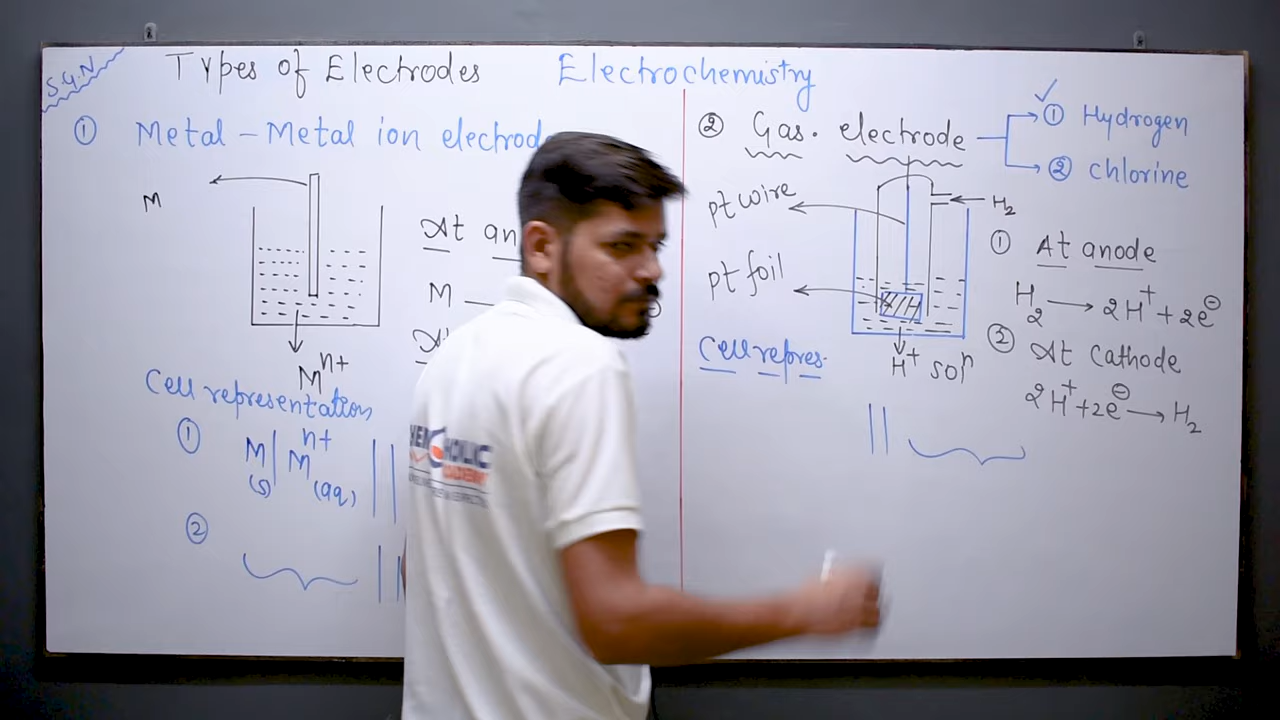 S.G.N
Types of Electrodes
Electrochemistry
① Metal - Metal ion electrod
M
At an
M
M^n+
Cell representation
① M(s) | M^n+(aq) ||
②
② Gas. electrode
① Hydrogen
② chlorine
pt wire
H₂
pt foil
H⁺ solⁿ
① At anode
H₂ → 2H⁺ + 2e⊖
② At Cathode
2H⁺ + 2e⊖ → H₂
Cell repres.
||
HOLIC